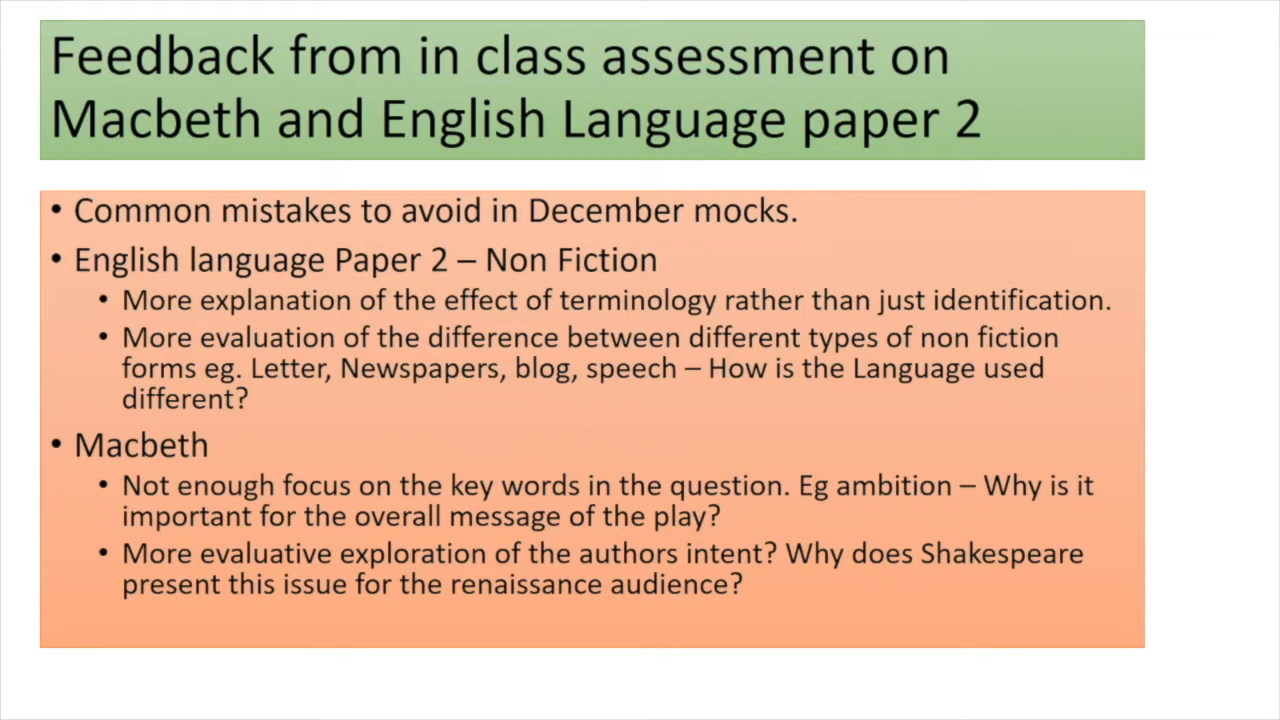 Feedback from in class assessment on
Macbeth and English Language paper 2
• Common mistakes to avoid in December mocks.
• English language Paper 2 – Non Fiction
• More explanation of the effect of terminology rather than just identification.
• More evaluation of the difference between different types of non fiction
forms eg. Letter, Newspapers, blog, speech – How is the Language used
different?
• Macbeth
• Not enough focus on the key words in the question. Eg ambition – Why is it
important for the overall message of the play?
• More evaluative exploration of the authors intent? Why does Shakespeare
present this issue for the renaissance audience?